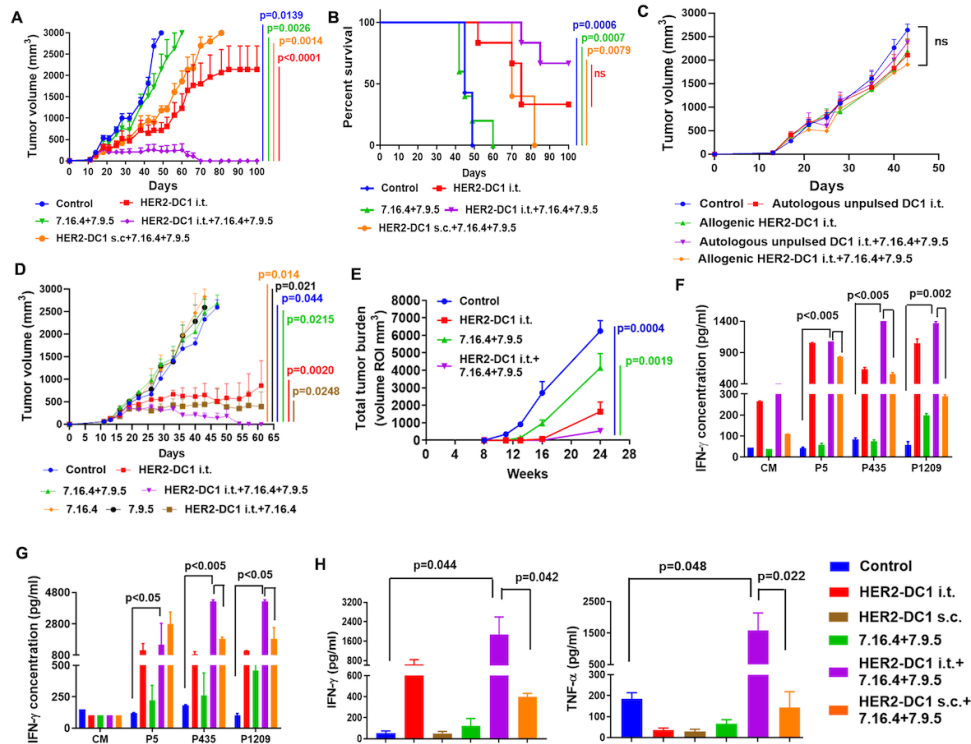 A
Tumor volume (mm³)
3000
2500
2000
1500
1000
500
0
0 10 20 30 40 50 60 70 80 90 100
Days
p=0.0139
p=0.0026
p=0.0014
p<0.0001
Control
HER2-DC1 i.t.
7.16.4+7.9.5
HER2-DC1 i.t.+7.16.4+7.9.5
HER2-DC1 s.c+7.16.4+7.9.5
B
Percent survival
100
50
0
0 10 20 30 40 50 60 70 80 90 100
Days
p=0.0006
p=0.0007
p=0.0079
ns
Control
HER2-DC1 i.t.
7.16.4+7.9.5
HER2-DC1 i.t.+7.16.4+7.9.5
HER2-DC1 s.c.+7.16.4+7.9.5
C
Tumor volume (mm³)
3000
2500
2000
1500
1000
500
0
0 10 20 30 40 50
Days
ns
Control
Autologous unpulsed DC1 i.t.
Allogenic HER2-DC1 i.t.
Autologous unpulsed DC1 i.t.+7.16.4+7.9.5
Allogenic HER2-DC1 i.t.+7.16.4+7.9.5
D
Tumor volume (mm³)
3000
2500
2000
1500
1000
500
0
0 5 10 15 20 25 30 35 40 45 50 55 60 65
Days
p=0.014
p=0.021
p=0.044
p=0.0215
p=0.0020
p=0.0248
Control
HER2-DC1 i.t.
7.16.4+7.9.5
HER2-DC1 i.t.+7.16.4+7.9.5
7.16.4
7.9.5
HER2-DC1 i.t.+7.16.4
E
Total tumor burden
(volume ROI mm³)
8000
7000
6000
5000
4000
3000
2000
1000
0
0 4 8 12 16 20 24 28
Weeks
Control
HER2-DC1 i.t.
7.16.4+7.9.5
HER2-DC1 i.t.+
7.16.4+7.9.5
p=0.0004
p=0.0019
F
IFN-γ concentration (pg/ml)
1400
900
400
300
200
100
0
CM P5 P435 P1209
p<0.005
p<0.005
p=0.002
G
IFN-γ concentration (pg/ml)
4800
2800
800
500
250
0
CM P5 P435 P1209
p<0.05
p<0.005
p<0.05
H
IFN-γ (pg/ml)
3200
2400
1600
800
600
400
200
0
p=0.044
p=0.042
TNF-α (pg/ml)
2500
1500
500
300
200
100
0
p=0.048
p=0.022
Control
HER2-DC1 i.t.
HER2-DC1 s.c.
7.16.4+7.9.5
HER2-DC1 i.t.+
7.16.4+7.9.5
HER2-DC1 s.c.+
7.16.4+7.9.5